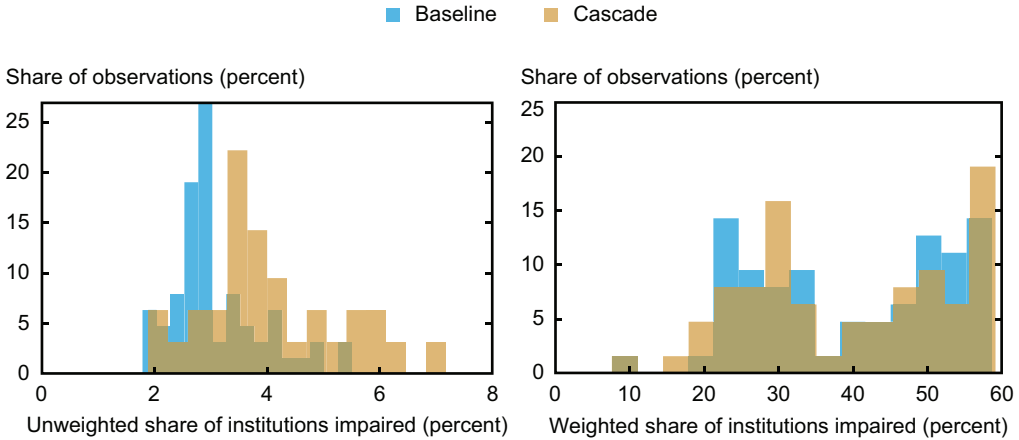 Baseline Cascade
Share of observations (percent)
25
20
15
10
5
0
0 2 4 6 8
Unweighted share of institutions impaired (percent)
Share of observations (percent)
25
20
15
10
5
0
0 10 20 30 40 50 60
Weighted share of institutions impaired (percent)